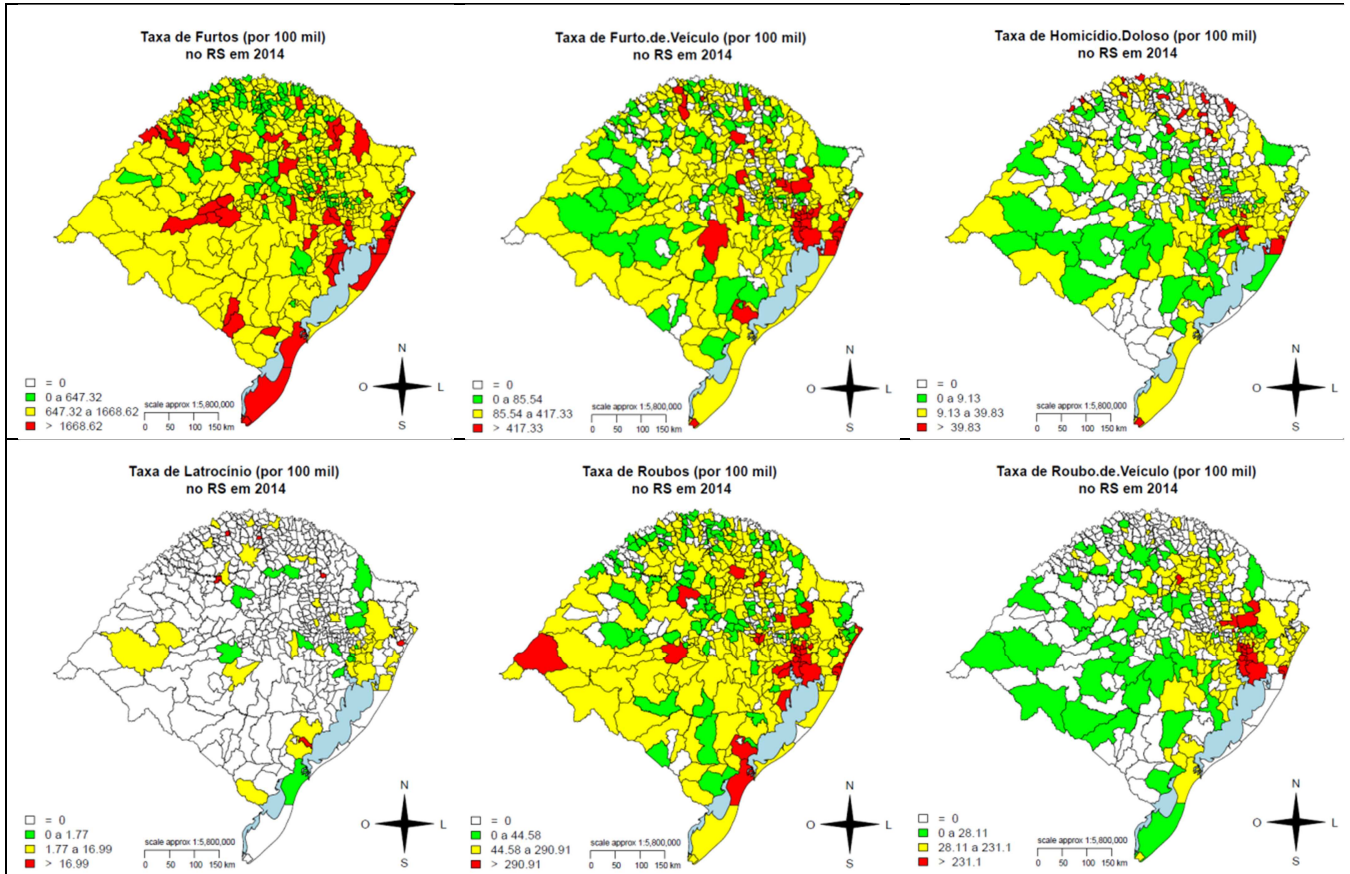 Taxa de Furtos (por 100 mil)
no RS em 2014
N
O
L
S
= 0
0 a 647.32
647.32 a 1668.62
> 1668.62
scale approx 1:5,800,000
0 50 100 150 km
Taxa de Furto.de.Veículo (por 100 mil)
no RS em 2014
N
O
L
S
= 0
0 a 85.54
85.54 a 417.33
> 417.33
scale approx 1:5,800,000
0 50 100 150 km
Taxa de Homicídio.Doloso (por 100 mil)
no RS em 2014
N
O
L
S
= 0
0 a 9.13
9.13 a 39.83
> 39.83
scale approx 1:5,800,000
0 50 100 150 km
Taxa de Latrocínio (por 100 mil)
no RS em 2014
N
O
L
S
= 0
0 a 1.77
1.77 a 16.99
> 16.99
scale approx 1:5,800,000
0 50 100 150 km
Taxa de Roubos (por 100 mil)
no RS em 2014
N
O
L
S
= 0
0 a 44.58
44.58 a 290.91
> 290.91
scale approx 1:5,800,000
0 50 100 150 km
Taxa de Roubo.de.Veículo (por 100 mil)
no RS em 2014
N
O
L
S
= 0
0 a 28.11
28.11 a 231.1
> 231.1
scale approx 1:5,800,000
0 50 100 150 km